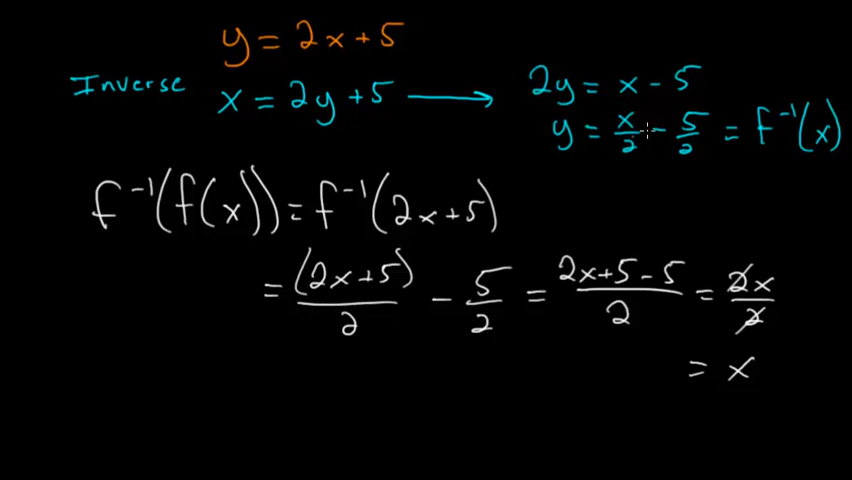 y = 2x + 5
Inverse x = 2y + 5 ⟶ 2y = x - 5
y = x/2 - 5/2 = f⁻¹(x)
f⁻¹(f(x)) = f⁻¹(2x + 5)
= (2x + 5)/2 - 5/2 = (2x + 5 - 5)/2 = 2x/2
= x